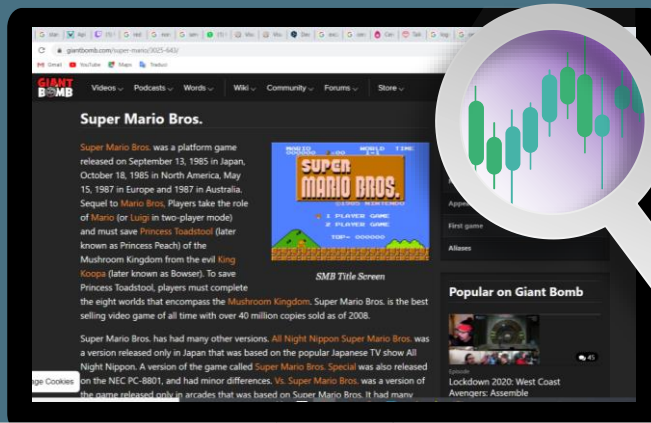 giantbomb.com/super-mario/3025-643/
Gmail YouTube Maps
GIANT
BOMB
Videos Podcasts Words Wiki Community Forums Store
Super Mario Bros.
Super Mario Bros. was a platform game
released on September 13, 1985 in Japan,
October 18, 1985 in North America, May
15, 1987 in Europe and 1987 in Australia.
Sequel to Mario Bros, Players take the role
of Mario (or Luigi in two-player mode)
and must save Princess Toadstool (later
known as Princess Peach) of the
Mushroom Kingdom from the evil King
Koopa (later known as Bowser). To save
Princess Toadstool, players must complete
the eight worlds that encompass the Mushroom Kingdom. Super Mario Bros. is the best
selling video game of all time with over 40 million copies sold as of 2008.
MARIO WORLD TIME
000000 ×00 1-1
SUPER
MARIO BROS.
©1985 NINTENDO
1 PLAYER GAME
2 PLAYER GAME
TOP- 000000
SMB Title Screen
Super Mario Bros. has had many other versions. All Night Nippon Super Mario Bros. was
a version released only in Japan that was based on the popular Japanese TV show All
Night Nippon. A version of the game called Super Mario Bros. Special was also released
on the NEC PC-8801, and had minor differences. Vs. Super Mario Bros. was a version of
the game released only in arcades that was based on Super Mario Bros. It had many
Cookies
First game
Aliases
Popular on Giant Bomb
45
Episode
Lockdown 2020: West Coast
Avengers: Assemble